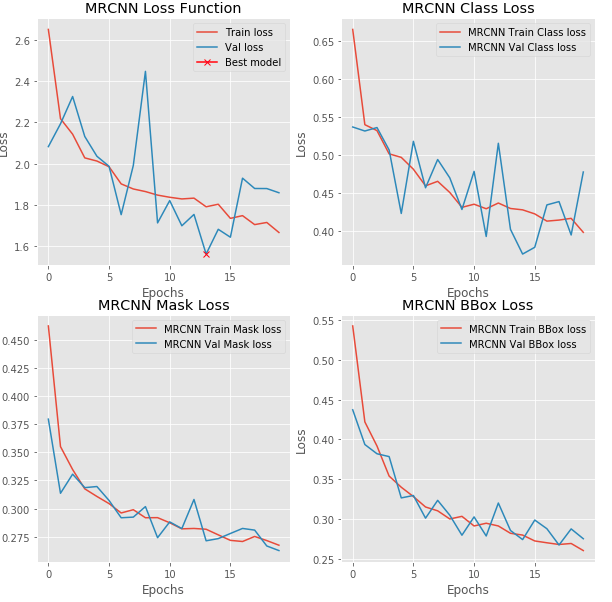 MRCNN Loss Function
Train loss
Val loss
Best model
2.6
2.4
2.2
2.0
1.8
1.6
Loss
0
5
10
15
Epochs
MRCNN Class Loss
MRCNN Train Class loss
MRCNN Val Class loss
0.65
0.60
0.55
0.50
0.45
0.40
Loss
0
5
10
15
Epochs
MRCNN Mask Loss
MRCNN Train Mask loss
MRCNN Val Mask loss
0.450
0.425
0.400
0.375
0.350
0.325
0.300
0.275
0
5
10
15
Epochs
MRCNN BBox Loss
MRCNN Train BBox loss
MRCNN Val BBox loss
0.55
0.50
0.45
0.40
0.35
0.30
0.25
Loss
0
5
10
15
Epochs